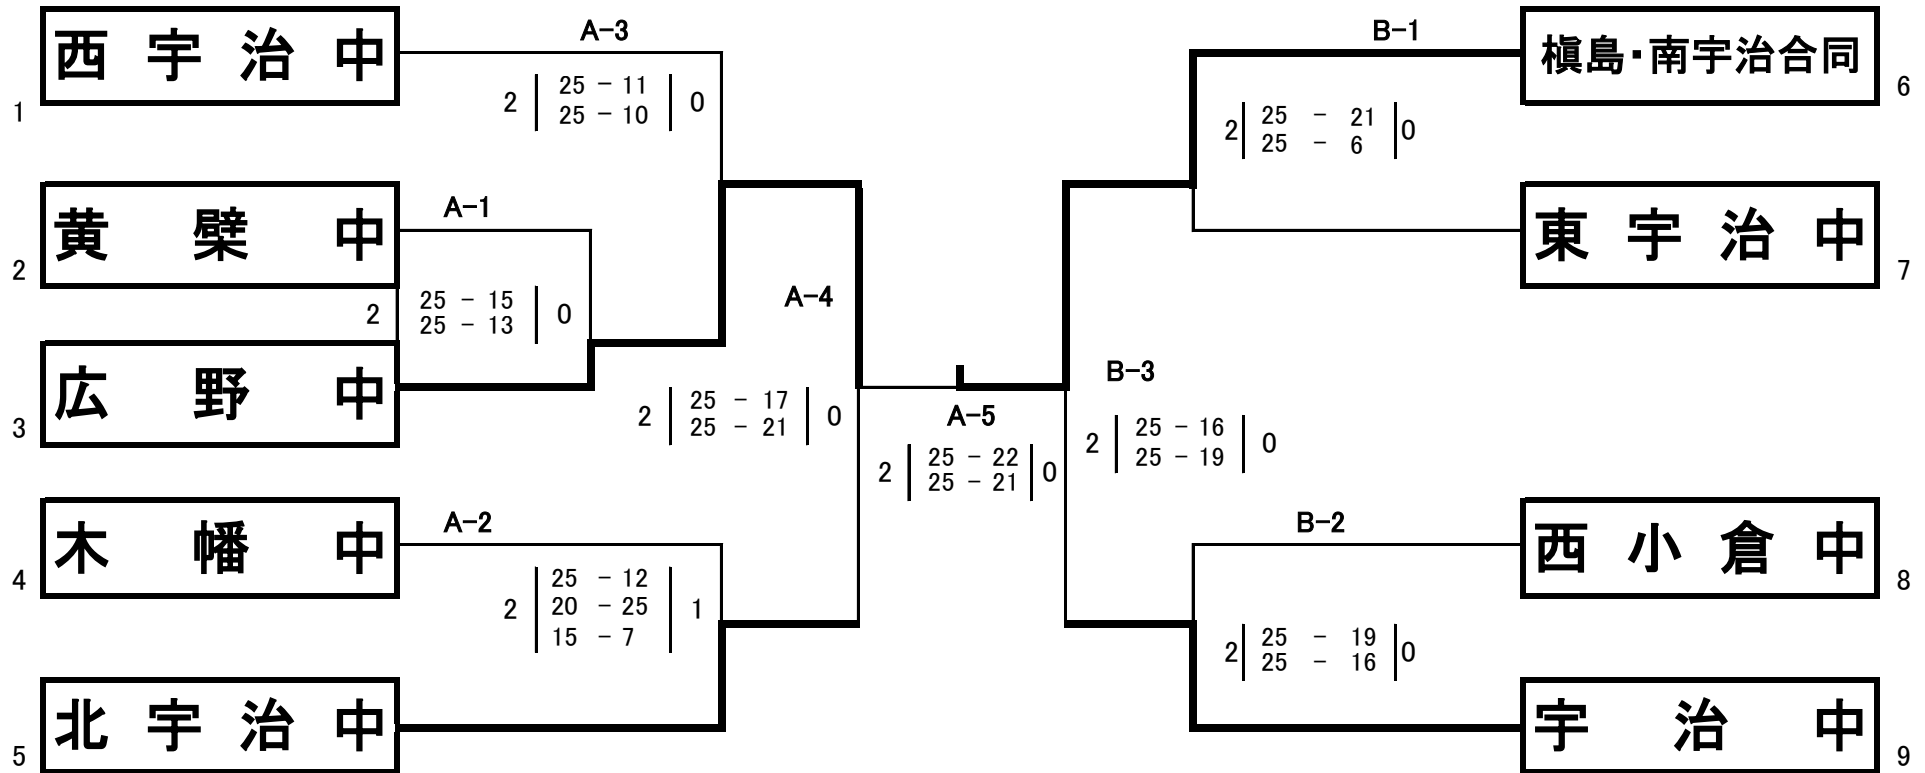 西宇治中
1
A-3
2 25 - 11 0
25 - 10
黄檗中
2
A-1
2 25 - 15 0
25 - 13
広野中
3
A-4
2 25 - 17 0
25 - 21
木幡中
4
A-2
2 25 - 12 1
20 - 25
15 - 7
北宇治中
5
A-5
2 25 - 22 0
25 - 21
B-1
槇島・南宇治合同
6
2 25 - 21 0
25 - 6
東宇治中
7
B-3
2 25 - 16 0
25 - 19
B-2
西小倉中
8
2 25 - 19 0
25 - 16
宇治中
9